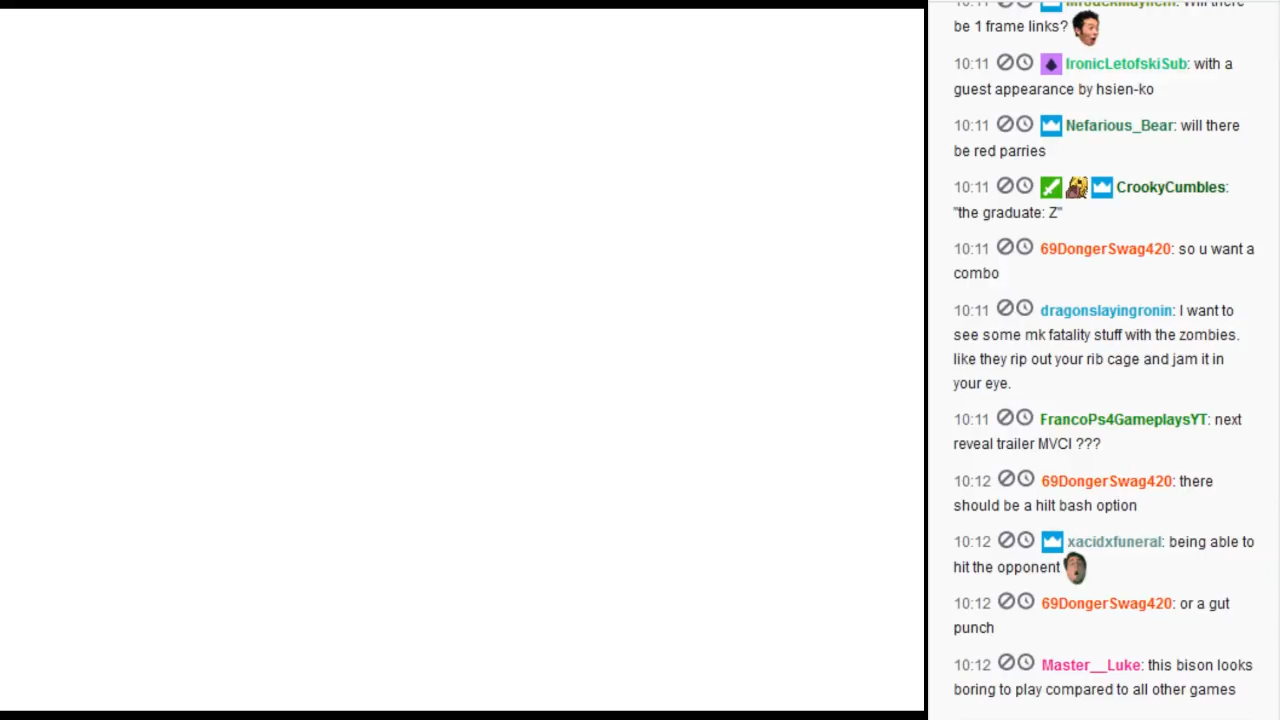 be 1 frame links?
10:11 IronicLetofskiSub: with a
guest appearance by hsien-ko
10:11 Nefarious_Bear: will there
be red parries
10:11 CrookyCumbles:
"the graduate: Z"
10:11 69DongerSwag420: so u want a
combo
10:11 dragonslayingronin: I want to
see some mk fatality stuff with the zombies.
like they rip out your rib cage and jam it in
your eye.
10:11 FrancoPs4GameplaysYT: next
reveal trailer MVCI ???
10:12 69DongerSwag420: there
should be a hilt bash option
10:12 xacidxfuneral: being able to
hit the opponent
10:12 69DongerSwag420: or a gut
punch
10:12 Master__Luke: this bison looks
boring to play compared to all other games